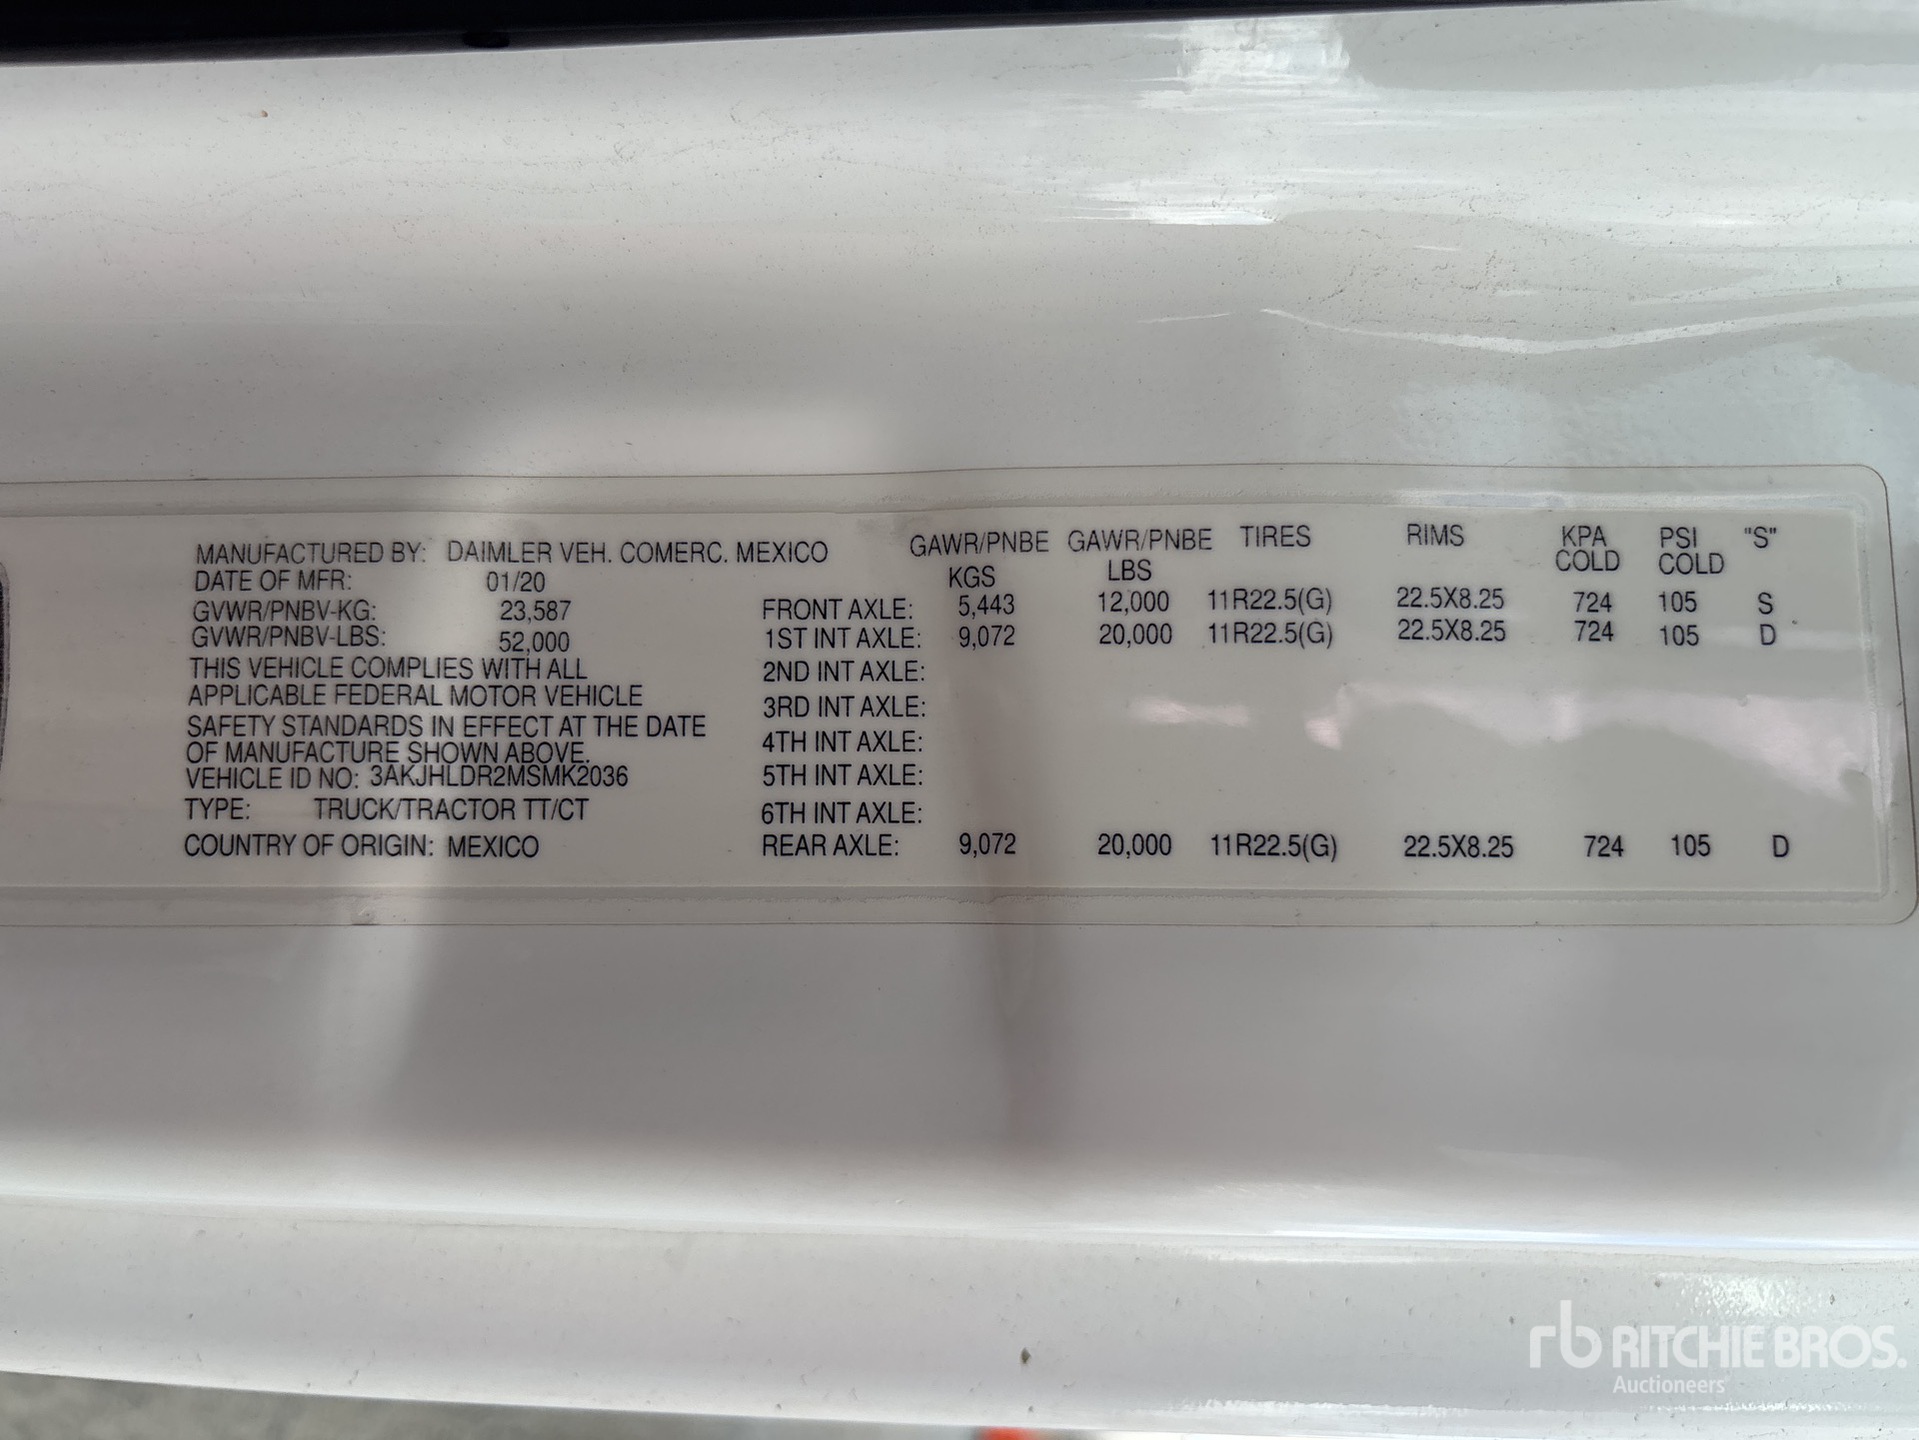 MANUFACTURED BY: DAIMLER VEH. COMERC. MEXICO
DATE OF MFR: 01/20
GVWR/PNBV-KG: 23,587
GVWR/PNBV-LBS: 52,000
THIS VEHICLE COMPLIES WITH ALL
APPLICABLE FEDERAL MOTOR VEHICLE
SAFETY STANDARDS IN EFFECT AT THE DATE
OF MANUFACTURE SHOWN ABOVE.
VEHICLE ID NO: 3AKJHLDR2MSMK2036
TYPE: TRUCK/TRACTOR TT/CT
COUNTRY OF ORIGIN: MEXICO
GAWR/PNBE GAWR/PNBE TIRES RIMS KPA PSI "S"
KGS LBS COLD COLD
FRONT AXLE: 5,443 12,000 11R22.5(G) 22.5X8.25 724 105 S
1ST INT AXLE: 9,072 20,000 11R22.5(G) 22.5X8.25 724 105 D
2ND INT AXLE:
3RD INT AXLE:
4TH INT AXLE:
5TH INT AXLE:
6TH INT AXLE:
REAR AXLE: 9,072 20,000 11R22.5(G) 22.5X8.25 724 105 D
rb RITCHIE BROS.
Auctioneers